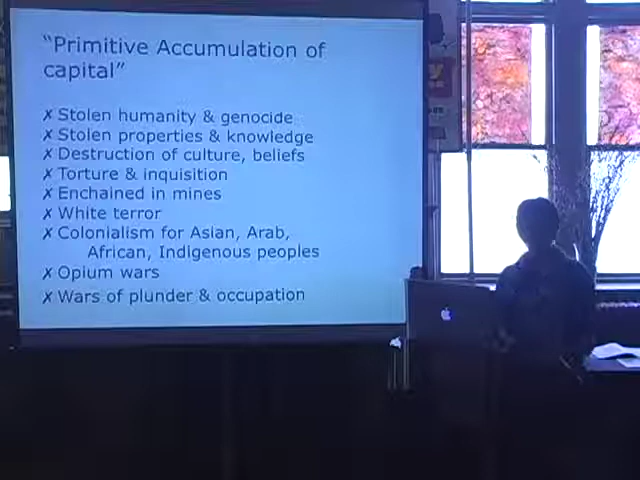 “Primitive Accumulation of
capital”
✗ Stolen humanity & genocide
✗ Stolen properties & knowledge
✗ Destruction of culture, beliefs
✗ Torture & inquisition
✗ Enchained in mines
✗ White terror
✗ Colonialism for Asian, Arab,
African, Indigenous peoples
✗ Opium wars
✗ Wars of plunder & occupation